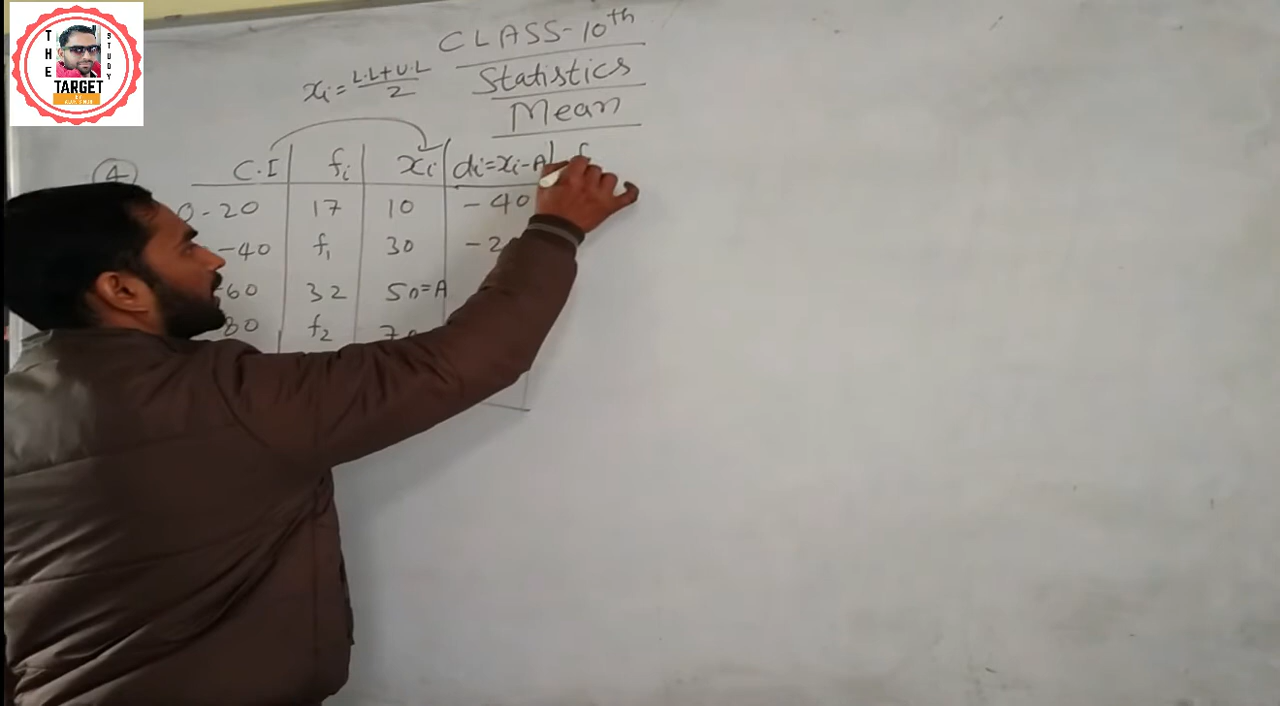 THE STUDY
TARGET
CLASS-10th
Statistics
Mean
xi = L.L+U.L / 2
4
C.I fi xi di=xi-A f
0-20 17 10 -40
-40 f1 30 -2
-60 32 50=A
80 f2